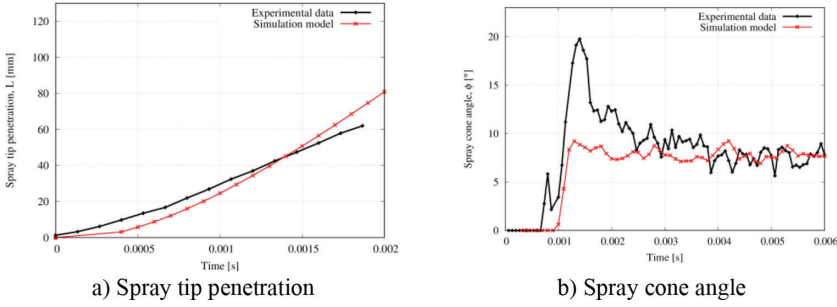 Experimental data
Simulation model
120
100
80
60
40
20
0
Spray tip penetration, L [mm]
0
0.0005
0.001
0.0015
0.002
Time [s]
a) Spray tip penetration
Experimental data
Simulation model
20
15
10
5
0
Spray cone angle, ϕ [°]
0
0.001
0.002
0.003
0.004
0.005
0.006
Time [s]
b) Spray cone angle